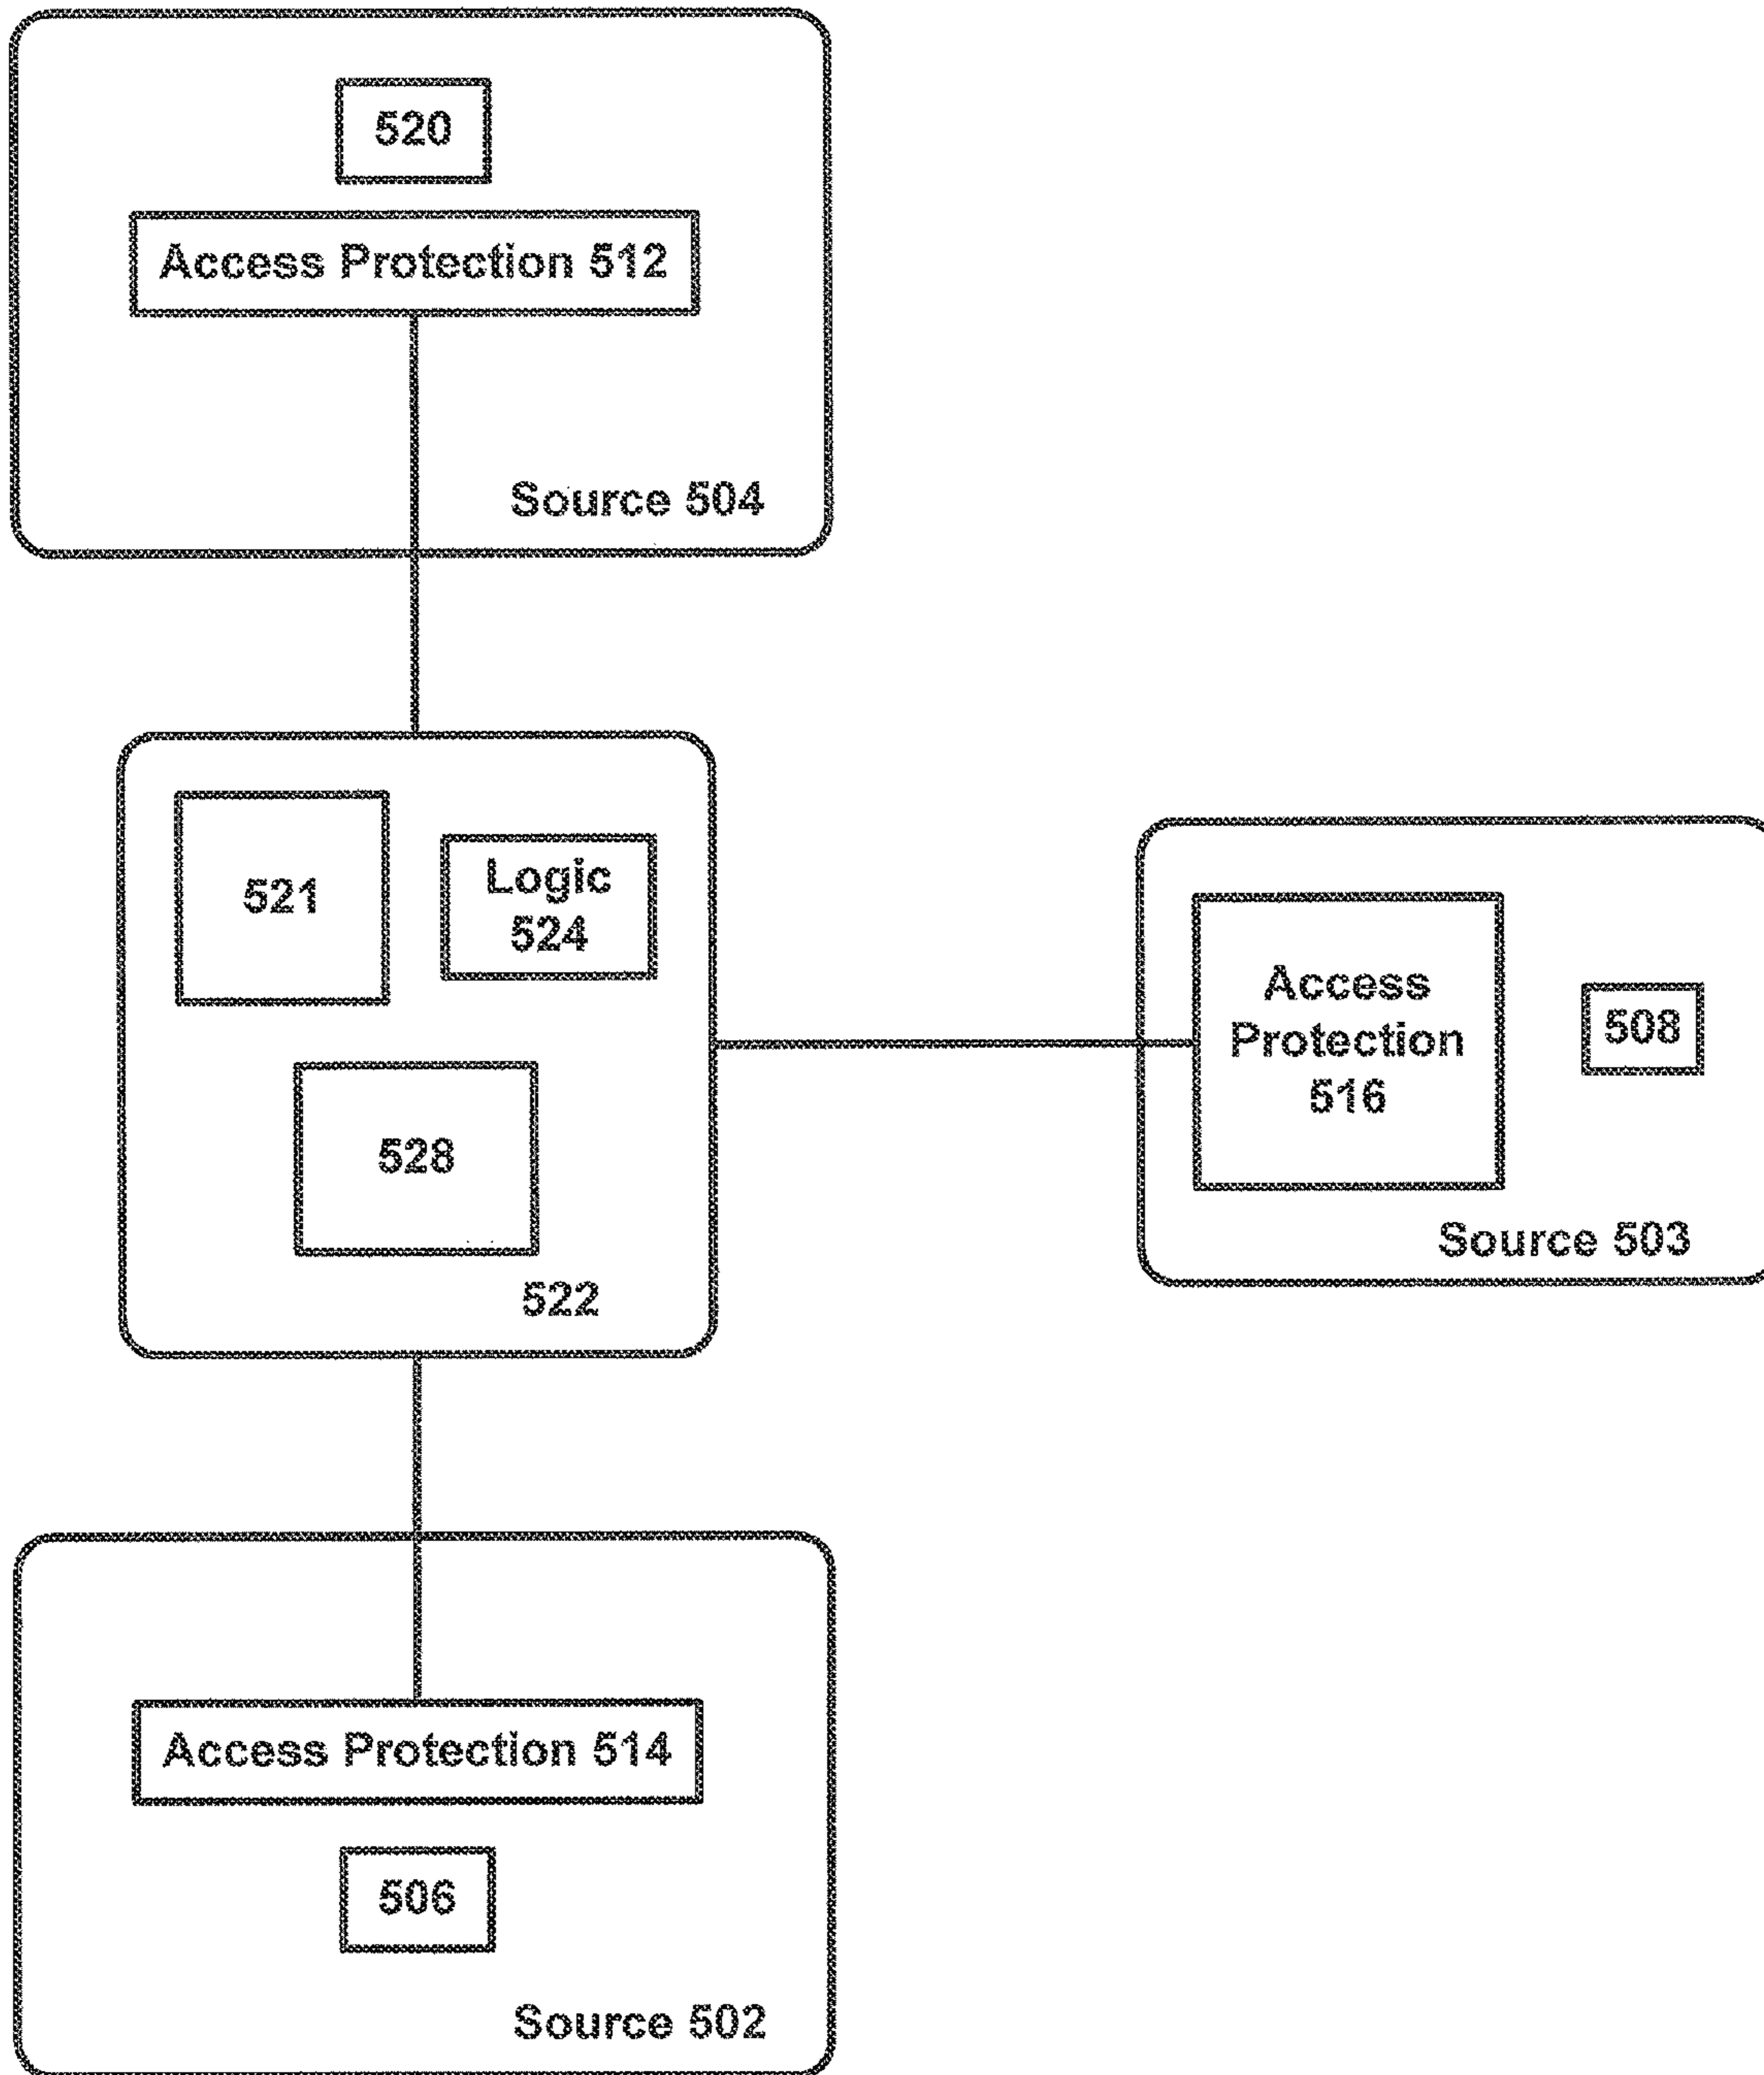 520
Access Protection 512
Source 504
521
Logic
524
528
522
Access
Protection
516
508
Source 503
Access Protection 514
506
Source 502